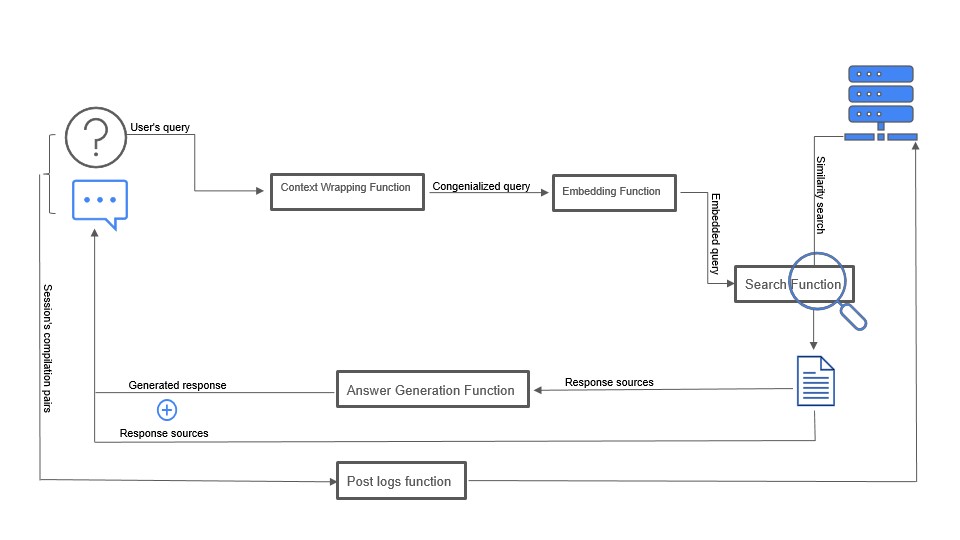 User's query
Context Wrapping Function
Congenialized query
Embedding Function
Similarity search
Embedded query
Search Function
Session's compilation pairs
Generated response
Answer Generation Function
Response sources
Response sources
Post logs function